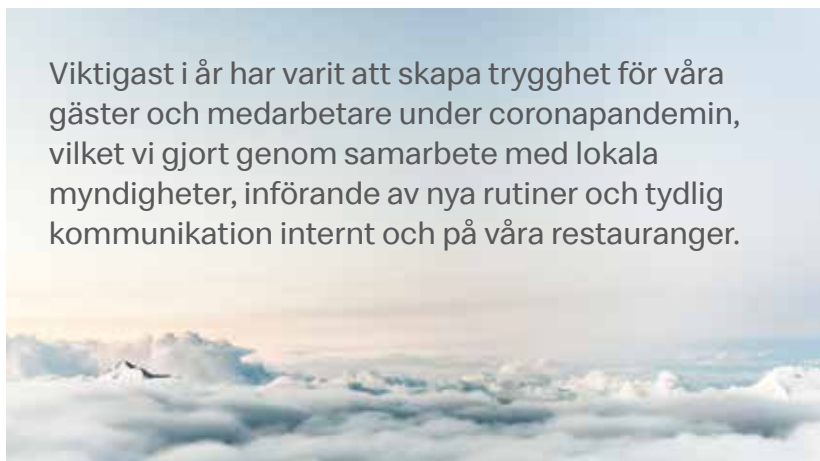 Viktigast i år har varit att skapa trygghet för våra
gäster och medarbetare under coronapandemin,
vilket vi gjort genom samarbete med lokala
myndigheter, införande av nya rutiner och tydlig
kommunikation internt och på våra restauranger.